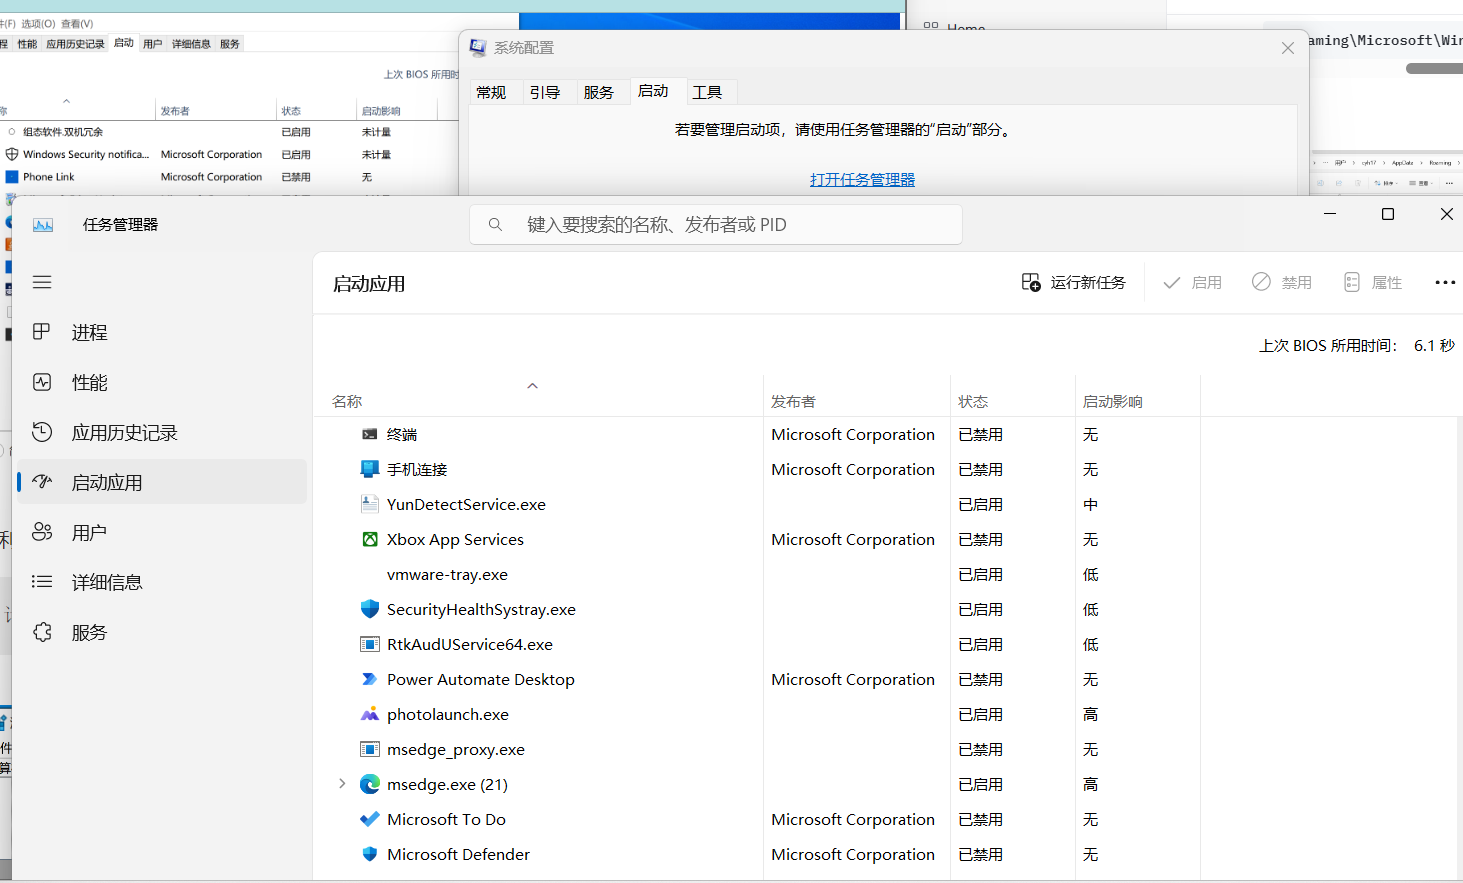 件(F) 选项(O) 查看(V)
程 性能 应用历史记录 启动 用户 详细信息 服务
上次 BIOS 所用时
称 发布者 状态 启动影响
组态软件.双机冗余 已启用 未计量
Windows Security notifica... Microsoft Corporation 已启用 未计量
Phone Link Microsoft Corporation 已禁用 无
Home
aming\Microsoft\Win
用户 > cyh17 > AppData > Roaming >
系统配置
常规 引导 服务 启动 工具
若要管理启动项，请使用任务管理器的“启动”部分。
打开任务管理器
任务管理器
键入要搜索的名称、发布者或 PID
启动应用
运行新任务 启用 禁用 属性
进程
性能
应用历史记录
启动应用
用户
详细信息
服务
上次 BIOS 所用时间： 6.1 秒
名称 发布者 状态 启动影响
终端 Microsoft Corporation 已禁用 无
手机连接 Microsoft Corporation 已禁用 无
YunDetectService.exe 已启用 中
Xbox App Services Microsoft Corporation 已禁用 无
vmware-tray.exe 已启用 低
SecurityHealthSystray.exe 已启用 低
RtkAudUService64.exe 已启用 低
Power Automate Desktop Microsoft Corporation 已禁用 无
photolaunch.exe 已启用 高
msedge_proxy.exe 已禁用 无
msedge.exe (21) 已启用 高
Microsoft To Do Microsoft Corporation 已禁用 无
Microsoft Defender Microsoft Corporation 已禁用 无